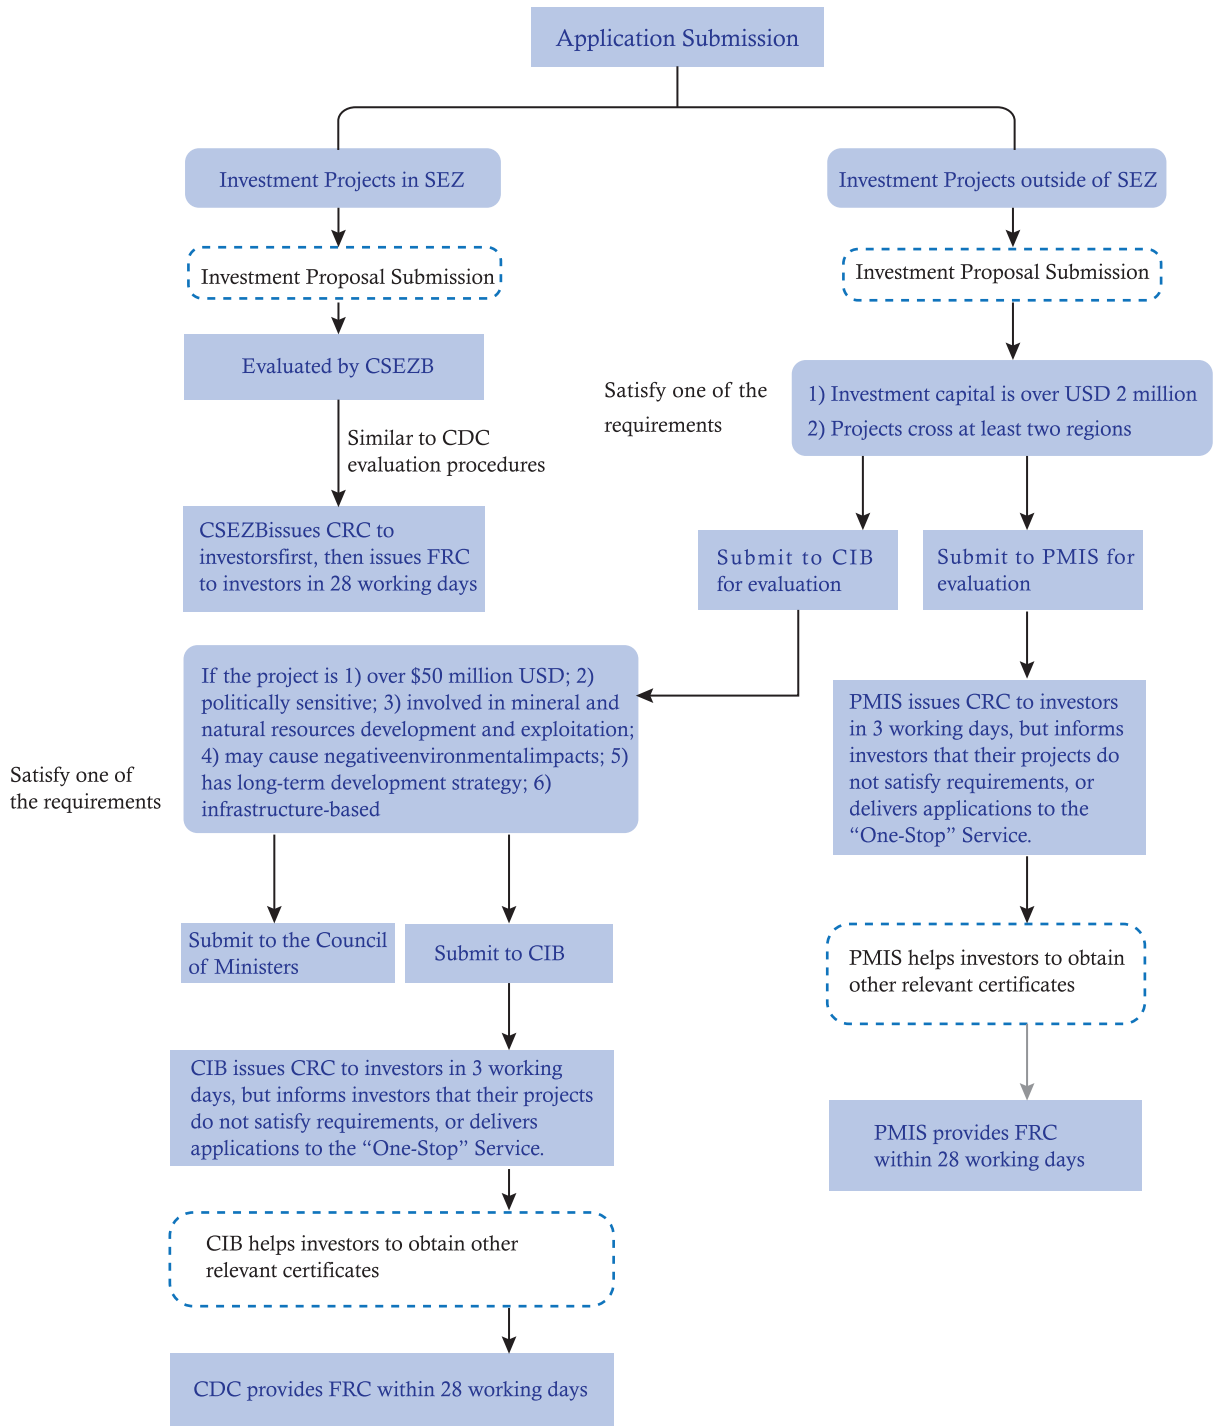 Application Submission
Investment Projects in SEZ
Investment Projects outside of SEZ
Investment Proposal Submission
Investment Proposal Submission
Evaluated by CSEZB
Satisfy one of the
requirements
1) Investment capital is over USD 2 million
2) Projects cross at least two regions
Similar to CDC
evaluation procedures
CSEZBissues CRC to
investorsfirst, then issues FRC
to investors in 28 working days
Submit to CIB
for evaluation
Submit to PMIS for
evaluation
If the project is 1) over $50 million USD; 2)
politically sensitive; 3) involved in mineral and
natural resources development and exploitation;
4) may cause negativeenvironmentalimpacts; 5)
has long-term development strategy; 6)
infrastructure-based
Satisfy one of
the requirements
PMIS issues CRC to investors
in 3 working days, but informs
investors that their projects do
not satisfy requirements, or
delivers applications to the
“One-Stop” Service.
Submit to the Council
of Ministers
Submit to CIB
PMIS helps investors to obtain
other relevant certificates
CIB issues CRC to investors in 3 working
days, but informs investors that their projects
do not satisfy requirements, or delivers
applications to the “One-Stop” Service.
PMIS provides FRC
within 28 working days
CIB helps investors to obtain other
relevant certificates
CDC provides FRC within 28 working days